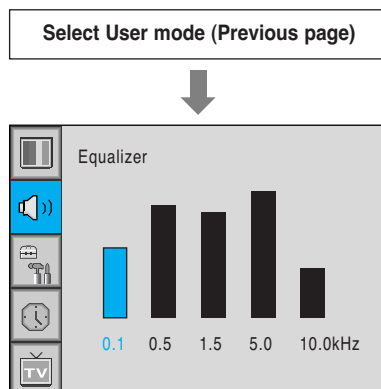 Select User mode (Previous page)
Equalizer
0.1 0.5 1.5 5.0 10.0kHz
TV